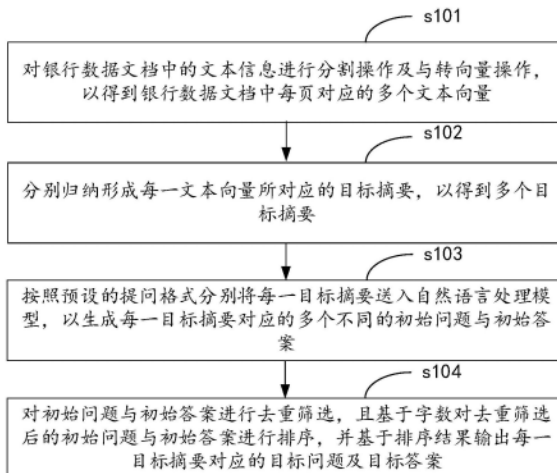 s101
对银行数据文档中的文本信息进行分割操作及与转向量操作，
以得到银行数据文档中每页对应的多个文本向量
s102
分别归纳形成每一文本向量所对应的目标摘要，以得到多个目
标摘要
s103
按照预设的提问格式分别将每一目标摘要送入自然语言处理模
型，以生成每一目标摘要对应的多个不同的初始问题与初始答
案
s104
对初始问题与初始答案进行去重筛选，且基于字数对去重筛选
后的初始问题与初始答案进行排序，并基于排序结果输出每一
目标摘要对应的目标问题及目标答案